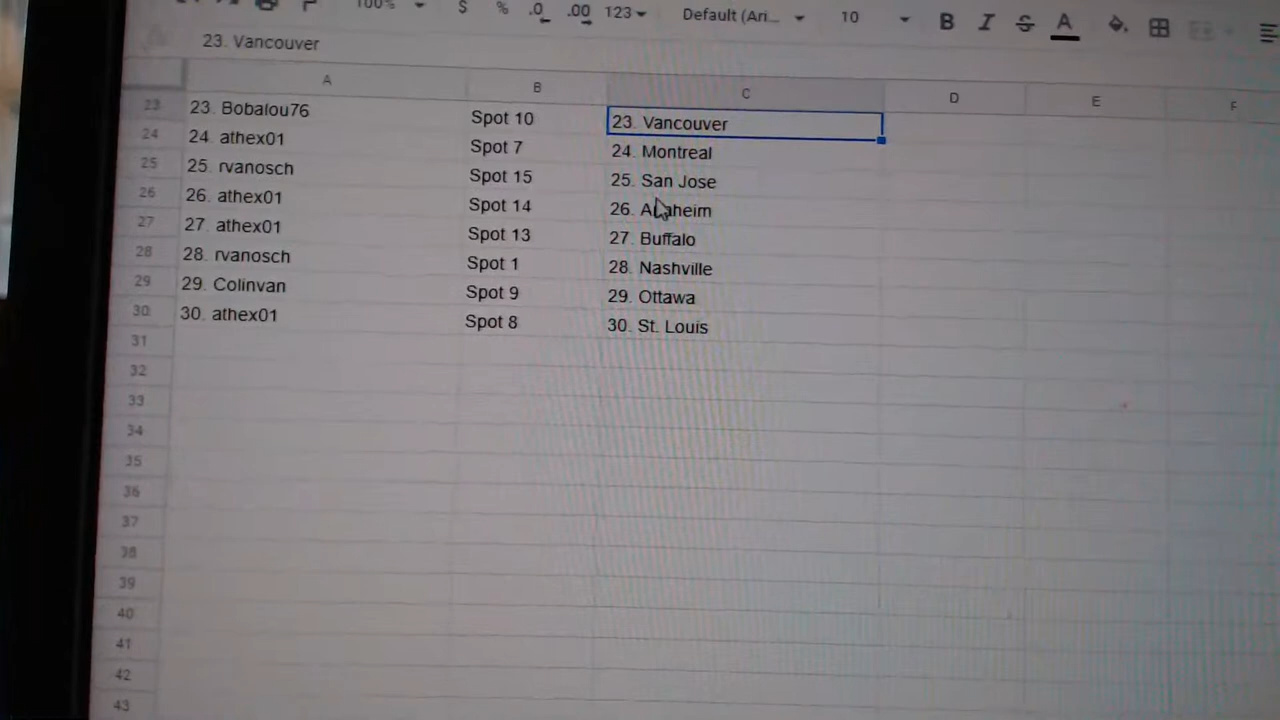 100% $ % .0 .00 123 Default (Ari... 10 B I S A
23. Vancouver
A B C D E F
23 23. Bobalou76 Spot 10 23. Vancouver
24 24. athex01 Spot 7 24. Montreal
25 25. rvanosch Spot 15 25. San Jose
26 26. athex01 Spot 14 26. Anaheim
27 27. athex01 Spot 13 27. Buffalo
28 28. rvanosch Spot 1 28. Nashville
29 29. Colinvan Spot 9 29. Ottawa
30 30. athex01 Spot 8 30. St. Louis
31
32
33
34
35
36
37
38
39
40
41
42
43